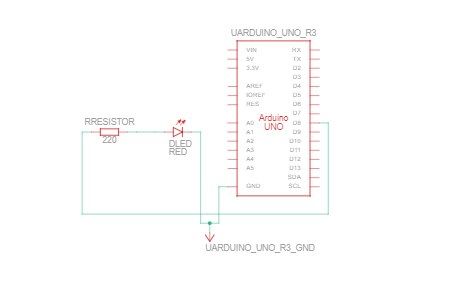 UARDUINO_UNO_R3
VIN RX
5V TX
3.3V D2
D3
AREF D4
IOREF D5
RES D6
D7
Arduino
UNO
A0 D8
A1 D9
A2 D10
A3 D11
A4 D12
A5 D13
SDA
GND SCL
RRESISTOR
220
DLED
RED
UARDUINO_UNO_R3_GND